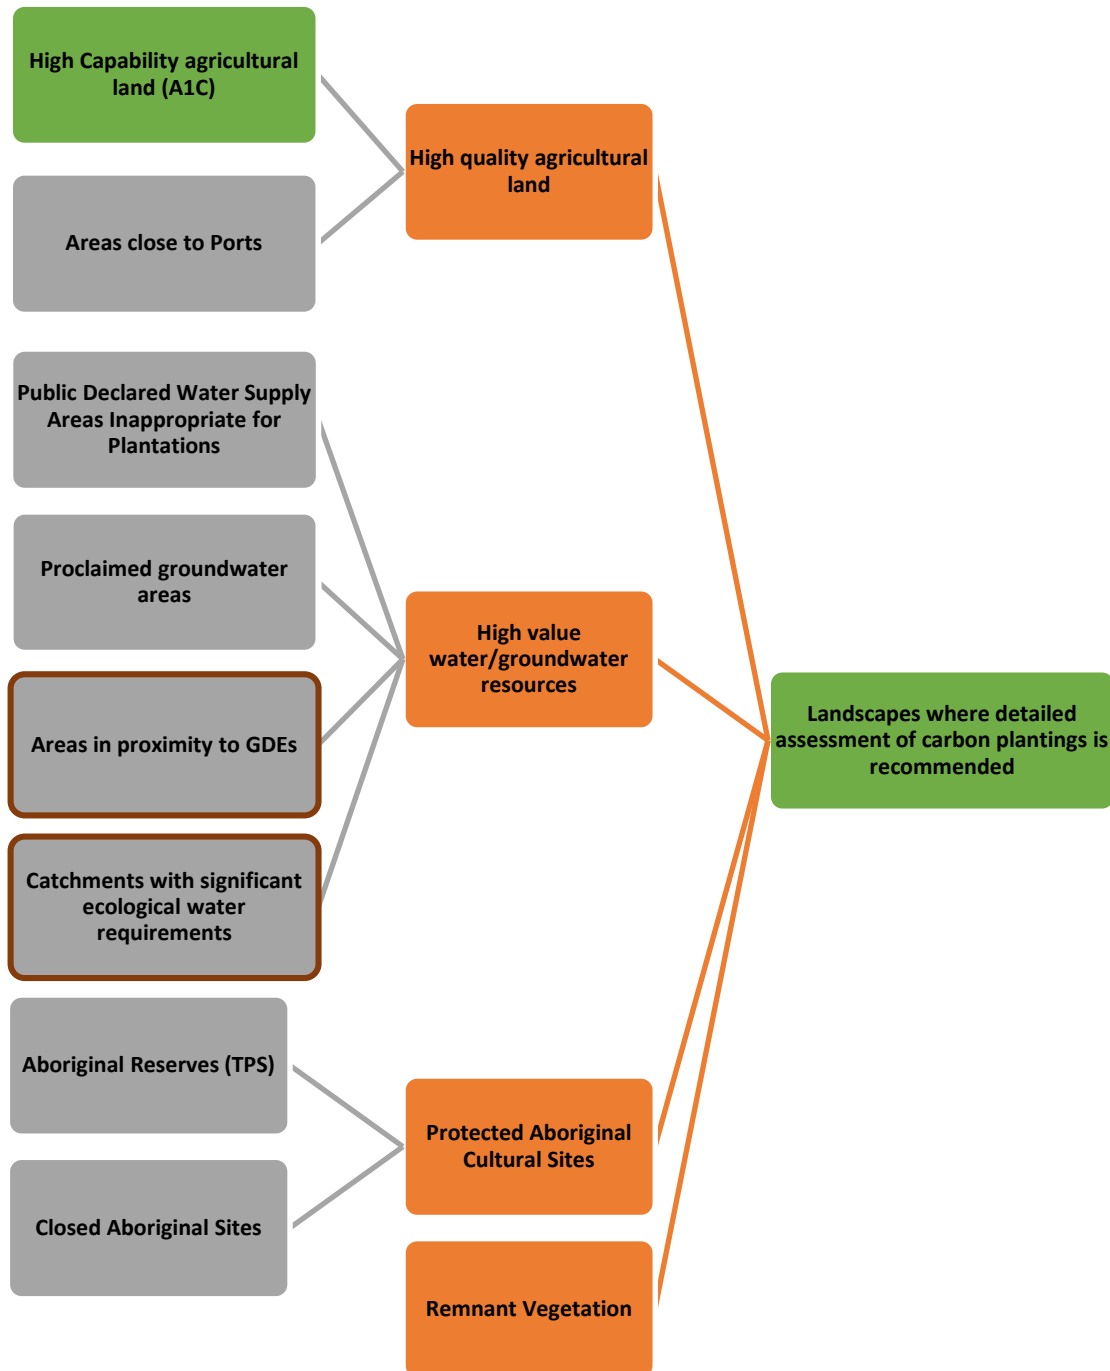 High Capability agricultural
land (A1C)
Areas close to Ports
High quality agricultural
land
Public Declared Water Supply
Areas Inappropriate for
Plantations
Proclaimed groundwater
areas
Areas in proximity to GDEs
Catchments with significant
ecological water
requirements
High value
water/groundwater
resources
Landscapes where detailed
assessment of carbon plantings is
recommended
Aboriginal Reserves (TPS)
Closed Aboriginal Sites
Protected Aboriginal
Cultural Sites
Remnant Vegetation